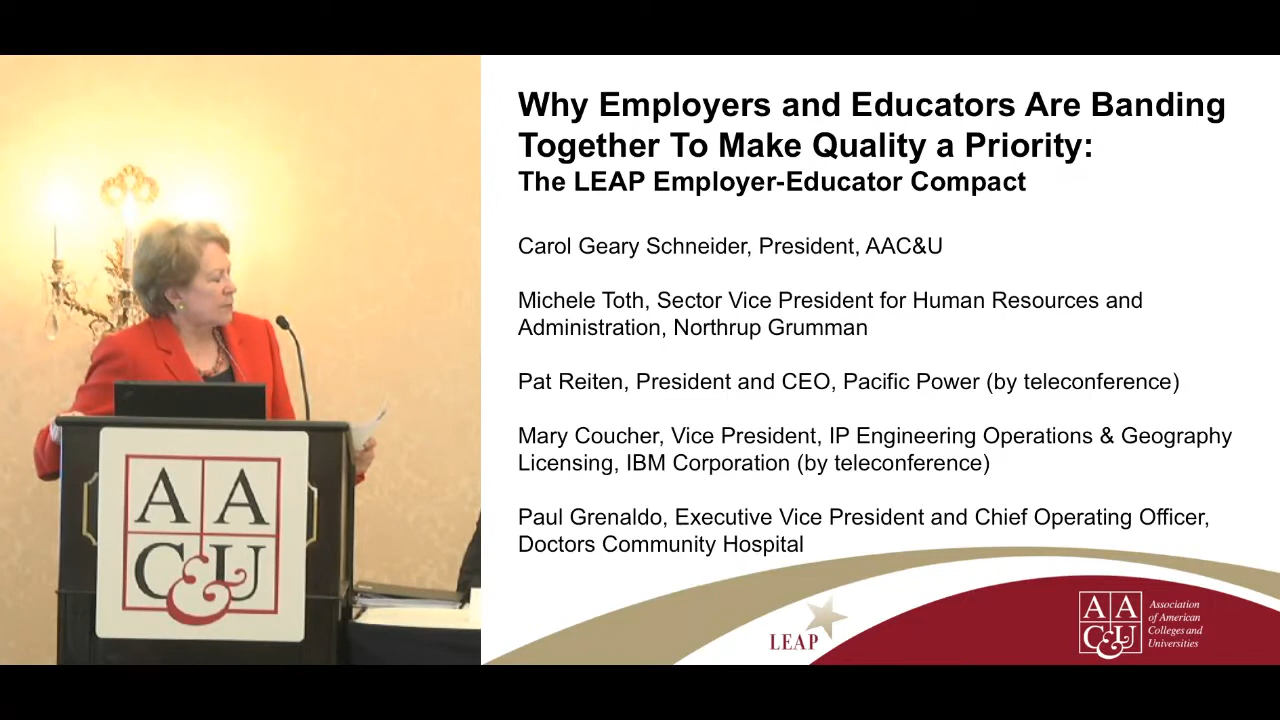 Why Employers and Educators Are Banding
Together To Make Quality a Priority:
The LEAP Employer-Educator Compact
Carol Geary Schneider, President, AAC&U
Michele Toth, Sector Vice President for Human Resources and
Administration, Northrup Grumman
Pat Reiten, President and CEO, Pacific Power (by teleconference)
Mary Coucher, Vice President, IP Engineering Operations & Geography
Licensing, IBM Corporation (by teleconference)
Paul Grenaldo, Executive Vice President and Chief Operating Officer,
Doctors Community Hospital
LEAP
A A
C & U
Association
of American
Colleges and
Universities
A A
C & U